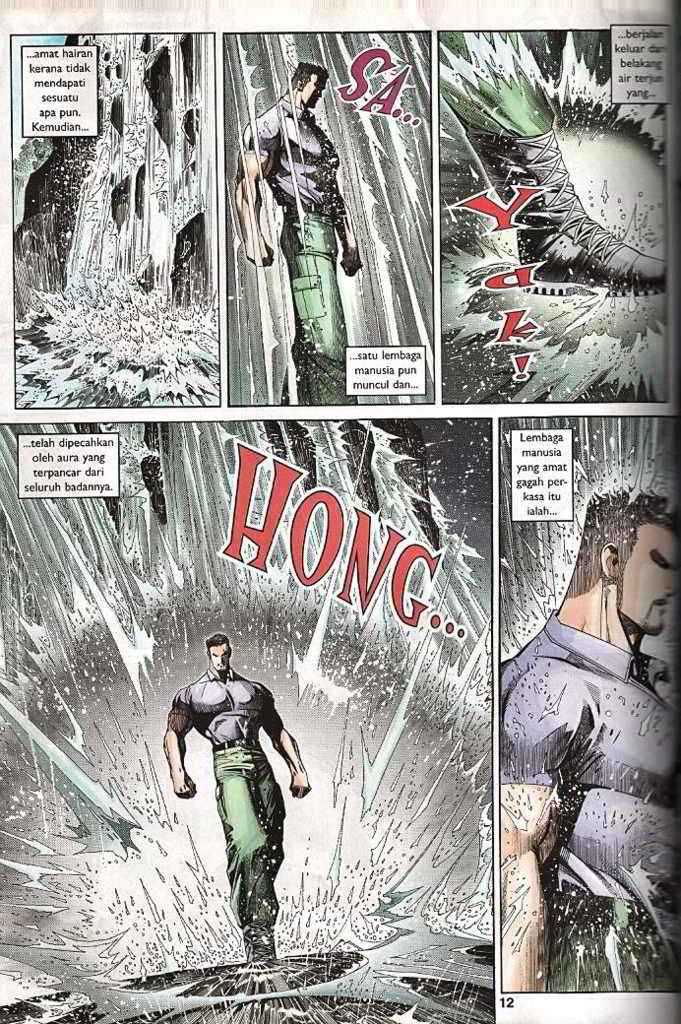 ...amat hairan
kerana tidak
mendapati
sesuatu
apa pun.
Kemudian...
SA...
...satu lembaga
manusia pun
muncul dan...
...berjalan
keluar dari
belakang
air terjun
yang...
Yak!
...telah dipecahkan
oleh aura yang
terpancar dari
seluruh badannya.
HONG...
Lembaga
manusia
yang amat
gagah per-
kasa itu
ialah...
12